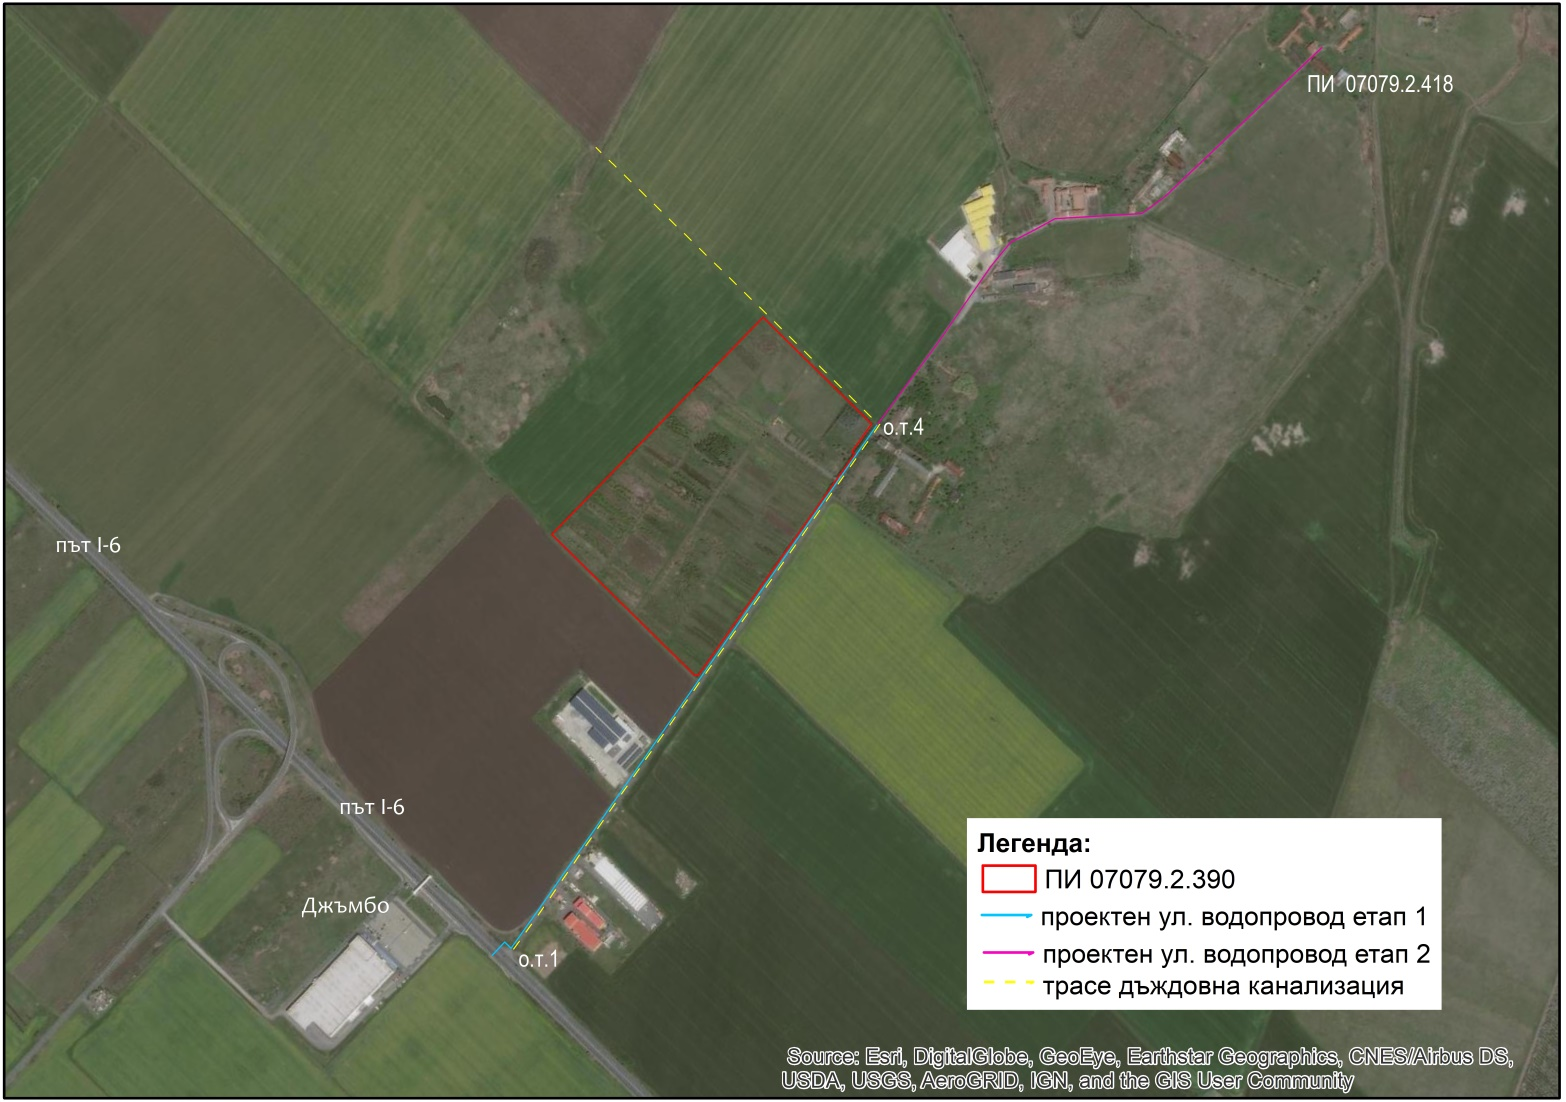 ПИ 07079.2.418
о.т.4
път I-6
път I-6
Джъмбо
о.т.1
Легенда:
ПИ 07079.2.390
проектен ул. водопровод етап 1
проектен ул. водопровод етап 2
трасе дъждовна канализация
Source: Esri, DigitalGlobe, GeoEye, Earthstar Geographics, CNES/Airbus DS,
USDA, USGS, AeroGRID, IGN, and the GIS User Community